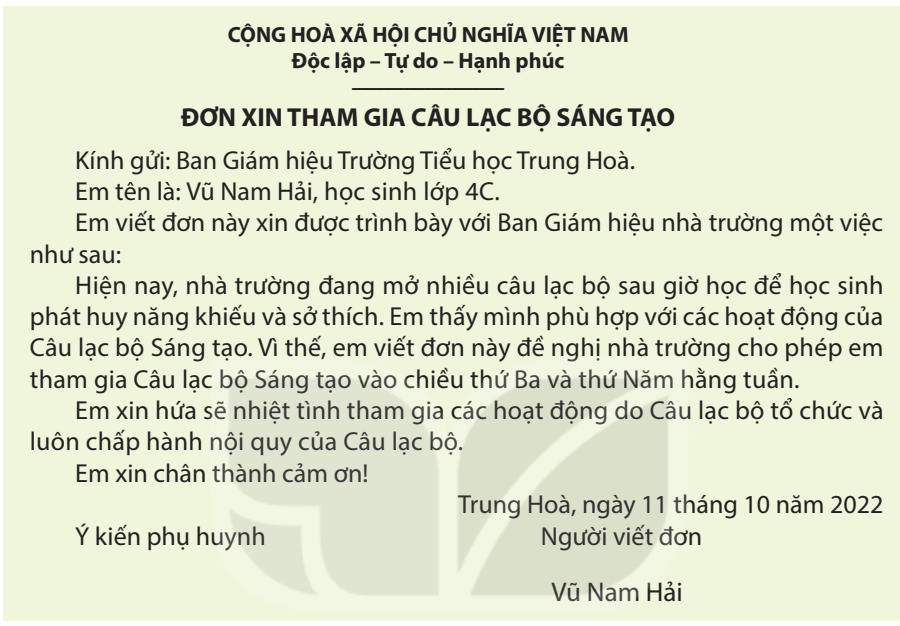 CỘNG HOÀ XÃ HỘI CHỦ NGHĨA VIỆT NAM
Độc lập – Tự do – Hạnh phúc
ĐƠN XIN THAM GIA CÂU LẠC BỘ SÁNG TẠO
Kính gửi: Ban Giám hiệu Trường Tiểu học Trung Hoà.
Em tên là: Vũ Nam Hải, học sinh lớp 4C.
Em viết đơn này xin được trình bày với Ban Giám hiệu nhà trường một việc
như sau:
Hiện nay, nhà trường đang mở nhiều câu lạc bộ sau giờ học để học sinh
phát huy năng khiếu và sở thích. Em thấy mình phù hợp với các hoạt động của
Câu lạc bộ Sáng tạo. Vì thế, em viết đơn này đề nghị nhà trường cho phép em
tham gia Câu lạc bộ Sáng tạo vào chiều thứ Ba và thứ Năm hằng tuần.
Em xin hứa sẽ nhiệt tình tham gia các hoạt động do Câu lạc bộ tổ chức và
luôn chấp hành nội quy của Câu lạc bộ.
Em xin chân thành cảm ơn!
Trung Hoà, ngày 11 tháng 10 năm 2022
Ý kiến phụ huynh Người viết đơn
Vũ Nam Hải